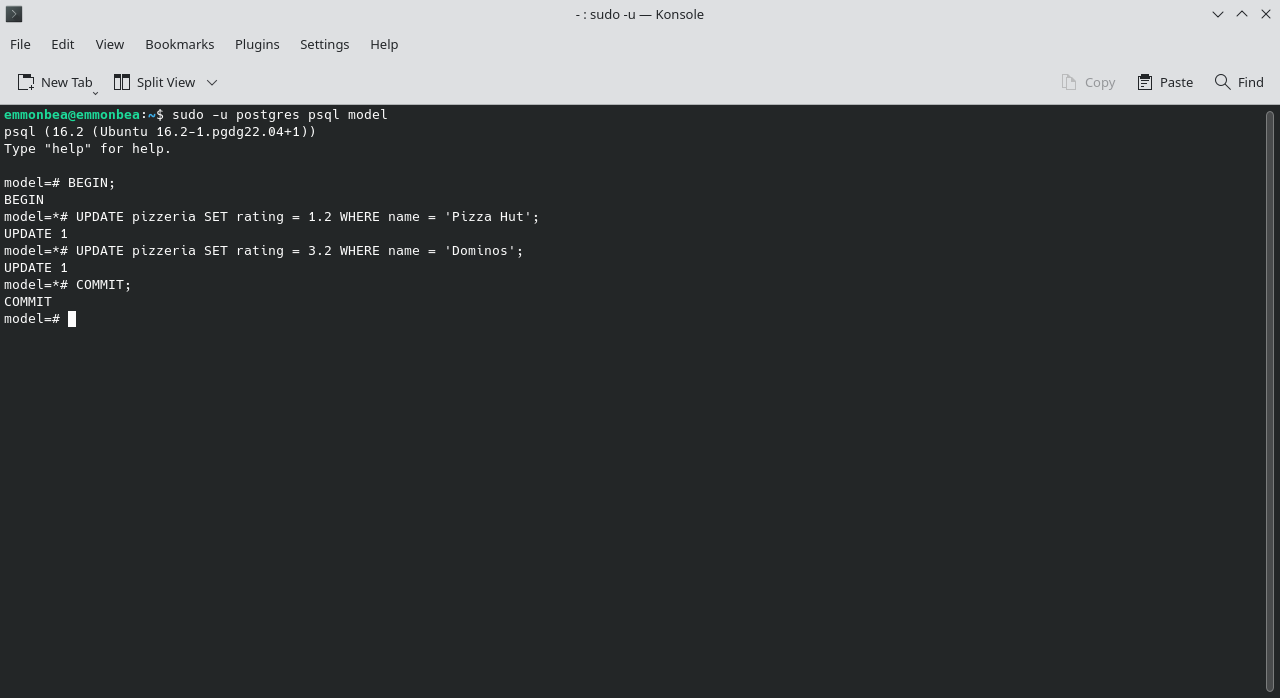 - : sudo -u — Konsole
File Edit View Bookmarks Plugins Settings Help
New Tab Split View Copy Paste Find
emmonbea@emmonbea:~$ sudo -u postgres psql model
psql (16.2 (Ubuntu 16.2-1.pgdg22.04+1))
Type "help" for help.
model=# BEGIN;
BEGIN
model=*# UPDATE pizzeria SET rating = 1.2 WHERE name = 'Pizza Hut';
UPDATE 1
model=*# UPDATE pizzeria SET rating = 3.2 WHERE name = 'Dominos';
UPDATE 1
model=*# COMMIT;
COMMIT
model=#